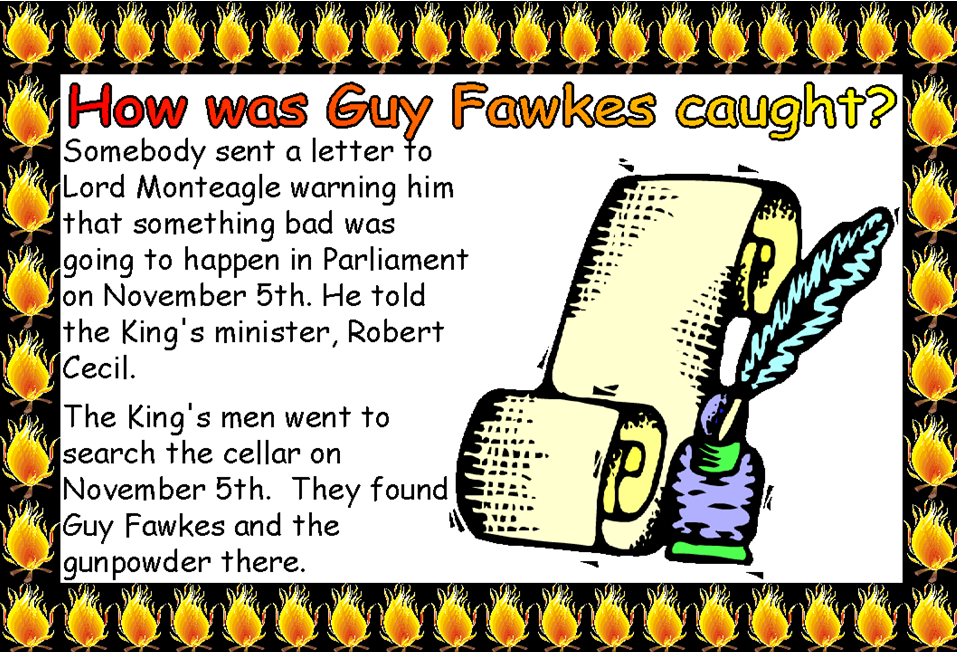 How was Guy Fawkes caught?
Somebody sent a letter to
Lord Monteagle warning him
that something bad was
going to happen in Parliament
on November 5th. He told
the King's minister, Robert
Cecil.
The King's men went to
search the cellar on
November 5th.  They found
Guy Fawkes and the
gunpowder there.